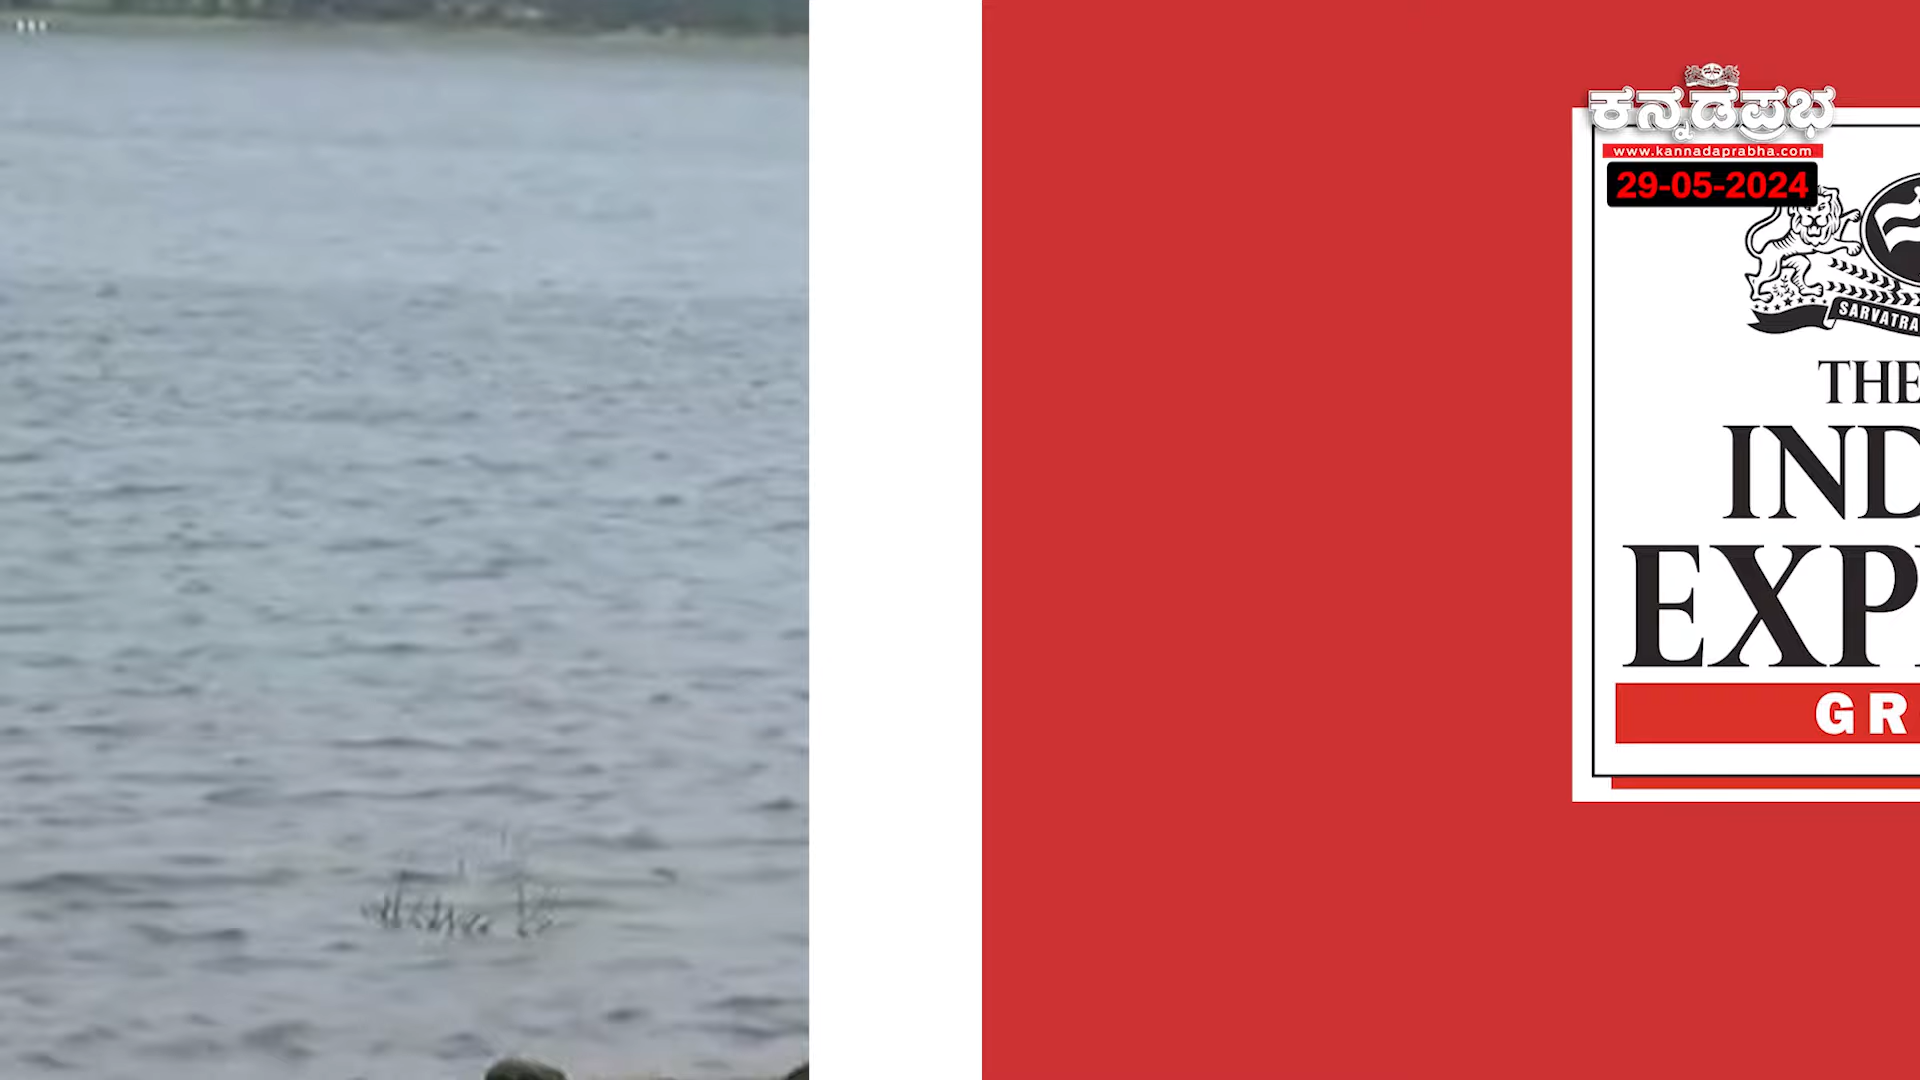 ಕನ್ನಡಪ್ರಭ
www.kannadaprabha.com
29-05-2024
SARVATRA
THE
IND
EXP
GR